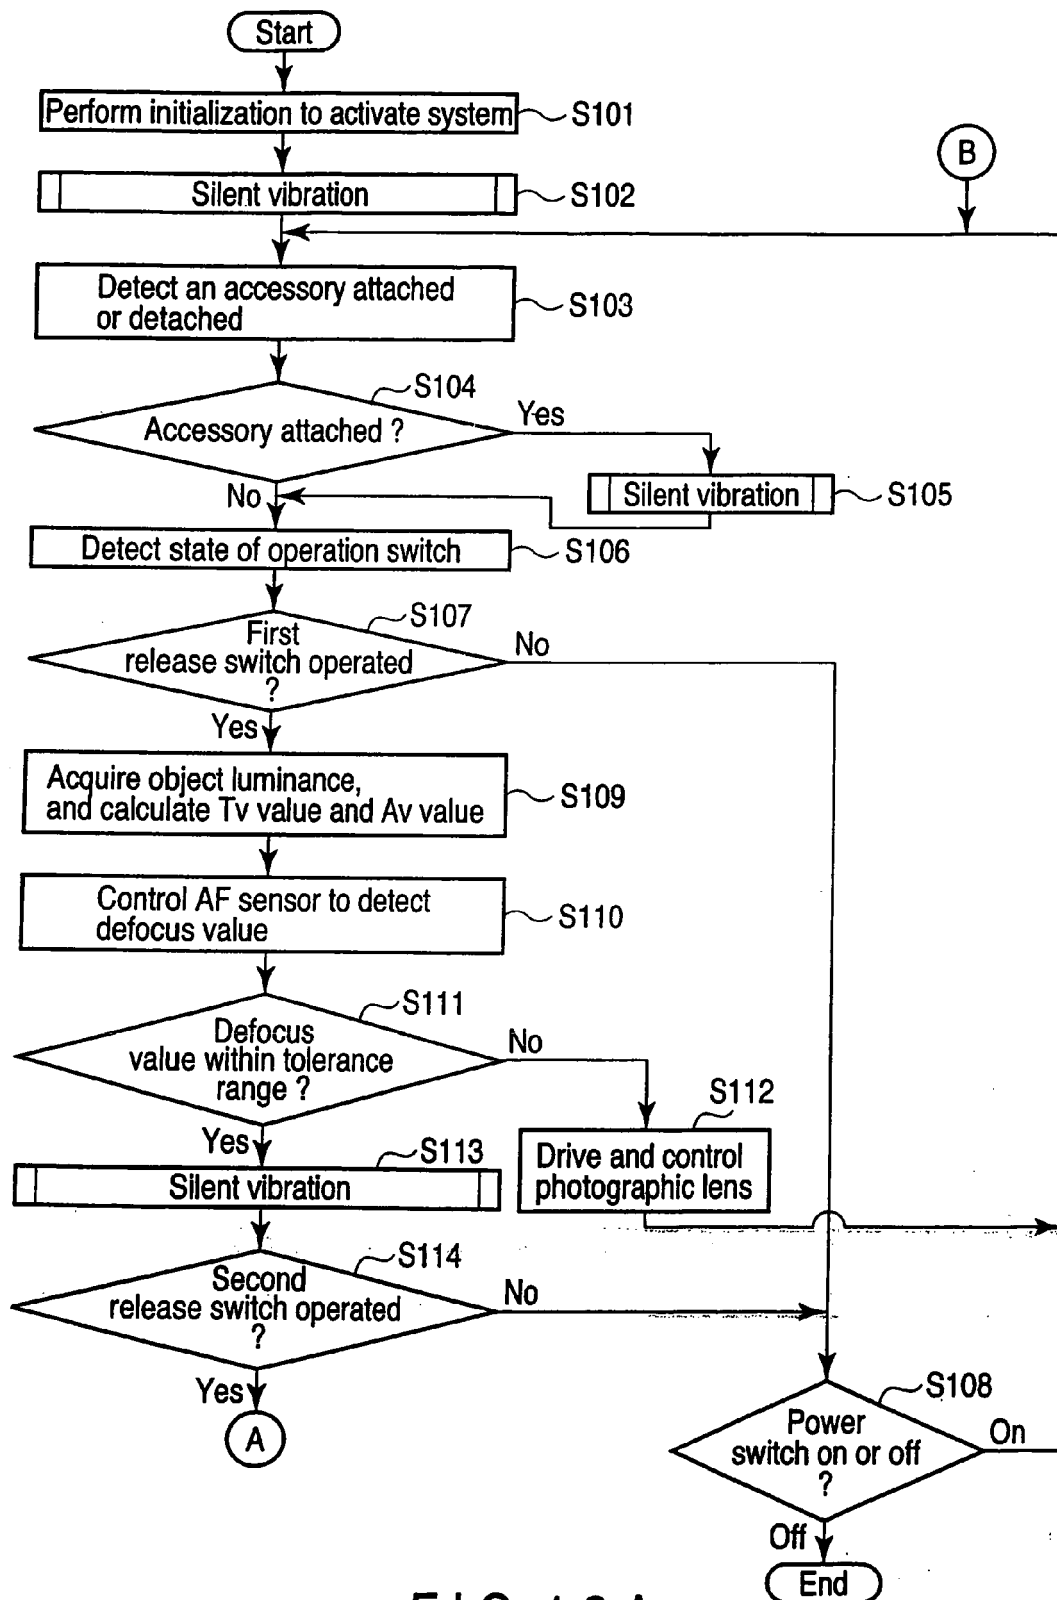 Start
Perform initialization to activate system
S101
B
Silent vibration
S102
Detect an accessory attached
or detached
S103
S104
Accessory attached ?
Yes
No
Silent vibration
S105
Detect state of operation switch
S106
S107
First
release switch operated
?
No
Yes
Acquire object luminance,
and calculate Tv value and Av value
S109
Control AF sensor to detect
defocus value
S110
S111
Defocus
value within tolerance
range ?
No
Yes
S112
Drive and control
photographic lens
S113
Silent vibration
S114
Second
release switch operated
?
No
Yes
A
S108
Power
switch on or off
?
On
Off
End